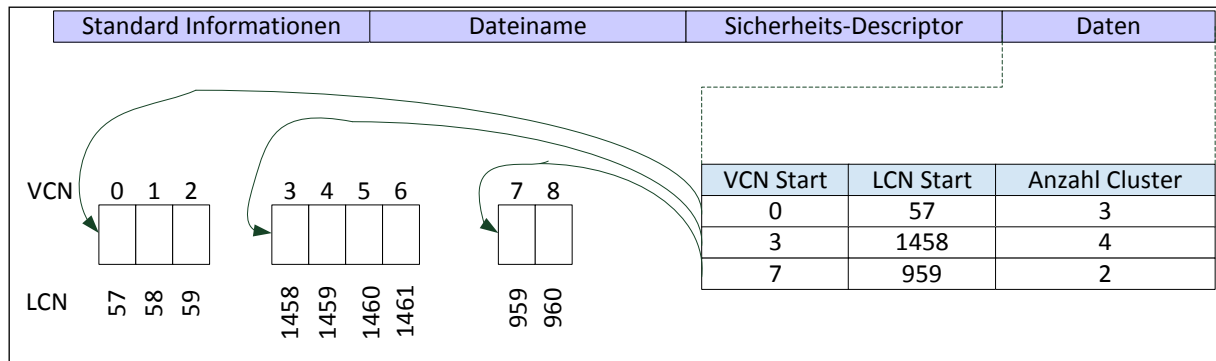 Standard Informationen Dateiname Sicherheits-Descriptor Daten
VCN 0 1 2 3 4 5 6 7 8
LCN 57 58 59 1458 1459 1460 1461 959 960
VCN Start LCN Start Anzahl Cluster
0 57 3
3 1458 4
7 959 2